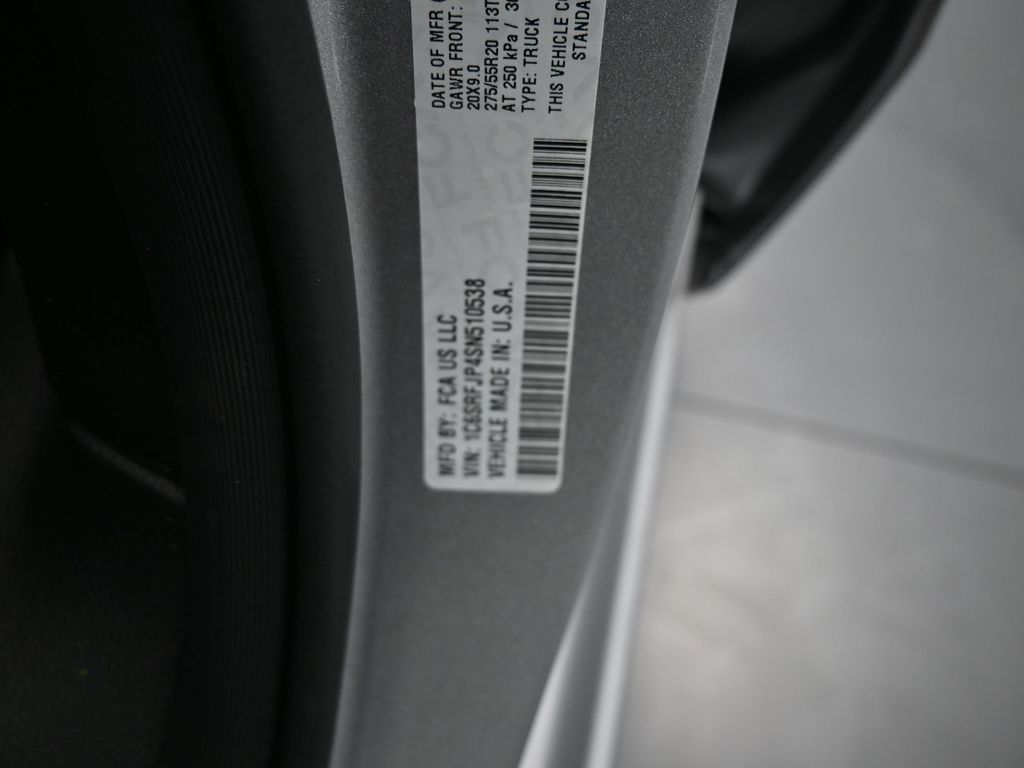 MFD BY: FCA US LLC
DATE OF MFR
VIN: 1C6SRFJP4SN510538
GAWR FRONT:
VEHICLE MADE IN: U.S.A.
20X9.0
275/55R20 113T
AT 250 kPa /
TYPE: TRUCK
THIS VEHICLE
STANDA